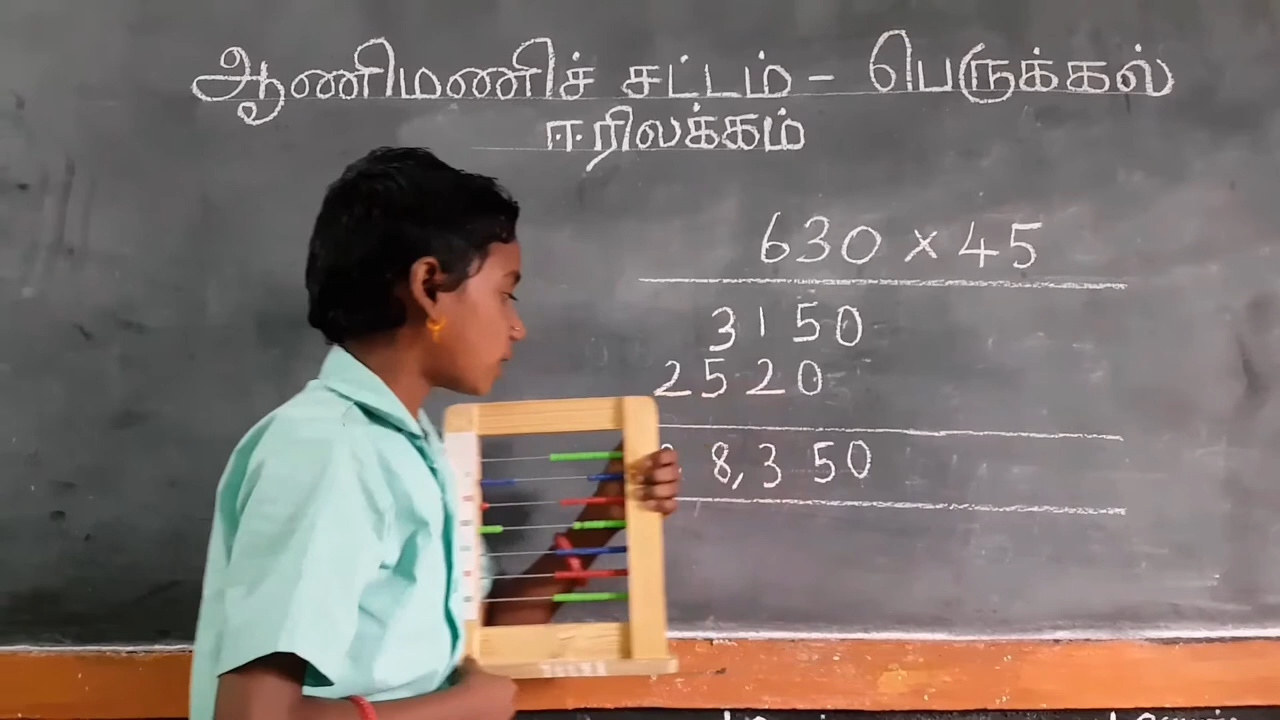 ஆணிமணிச் சட்டம் - பெருக்கல்
ஈரிலக்கம்
630 × 45
3150
2520
8,350